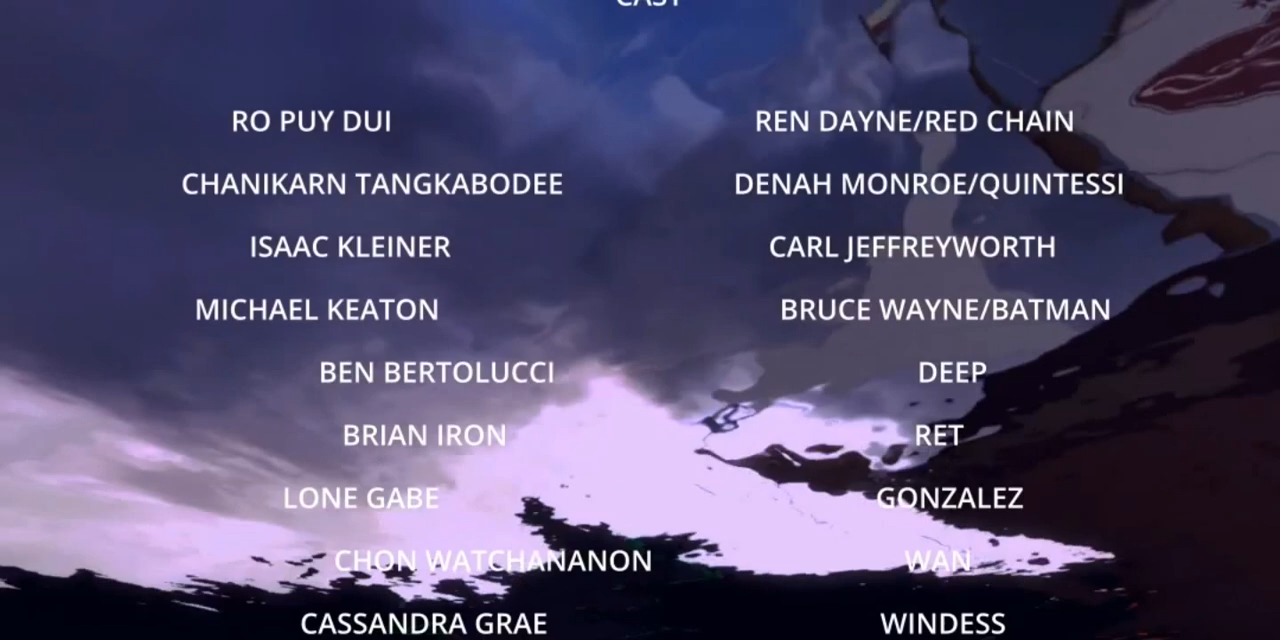 CAST
RO PUY DUI REN DAYNE/RED CHAIN
CHANIKARN TANGKABODEE DENAH MONROE/QUINTESSI
ISAAC KLEINER CARL JEFFREYWORTH
MICHAEL KEATON BRUCE WAYNE/BATMAN
BEN BERTOLUCCI DEEP
BRIAN IRON RET
LONE GABE GONZALEZ
CHON WATCHANANON WAN
CASSANDRA GRAE WINDESS